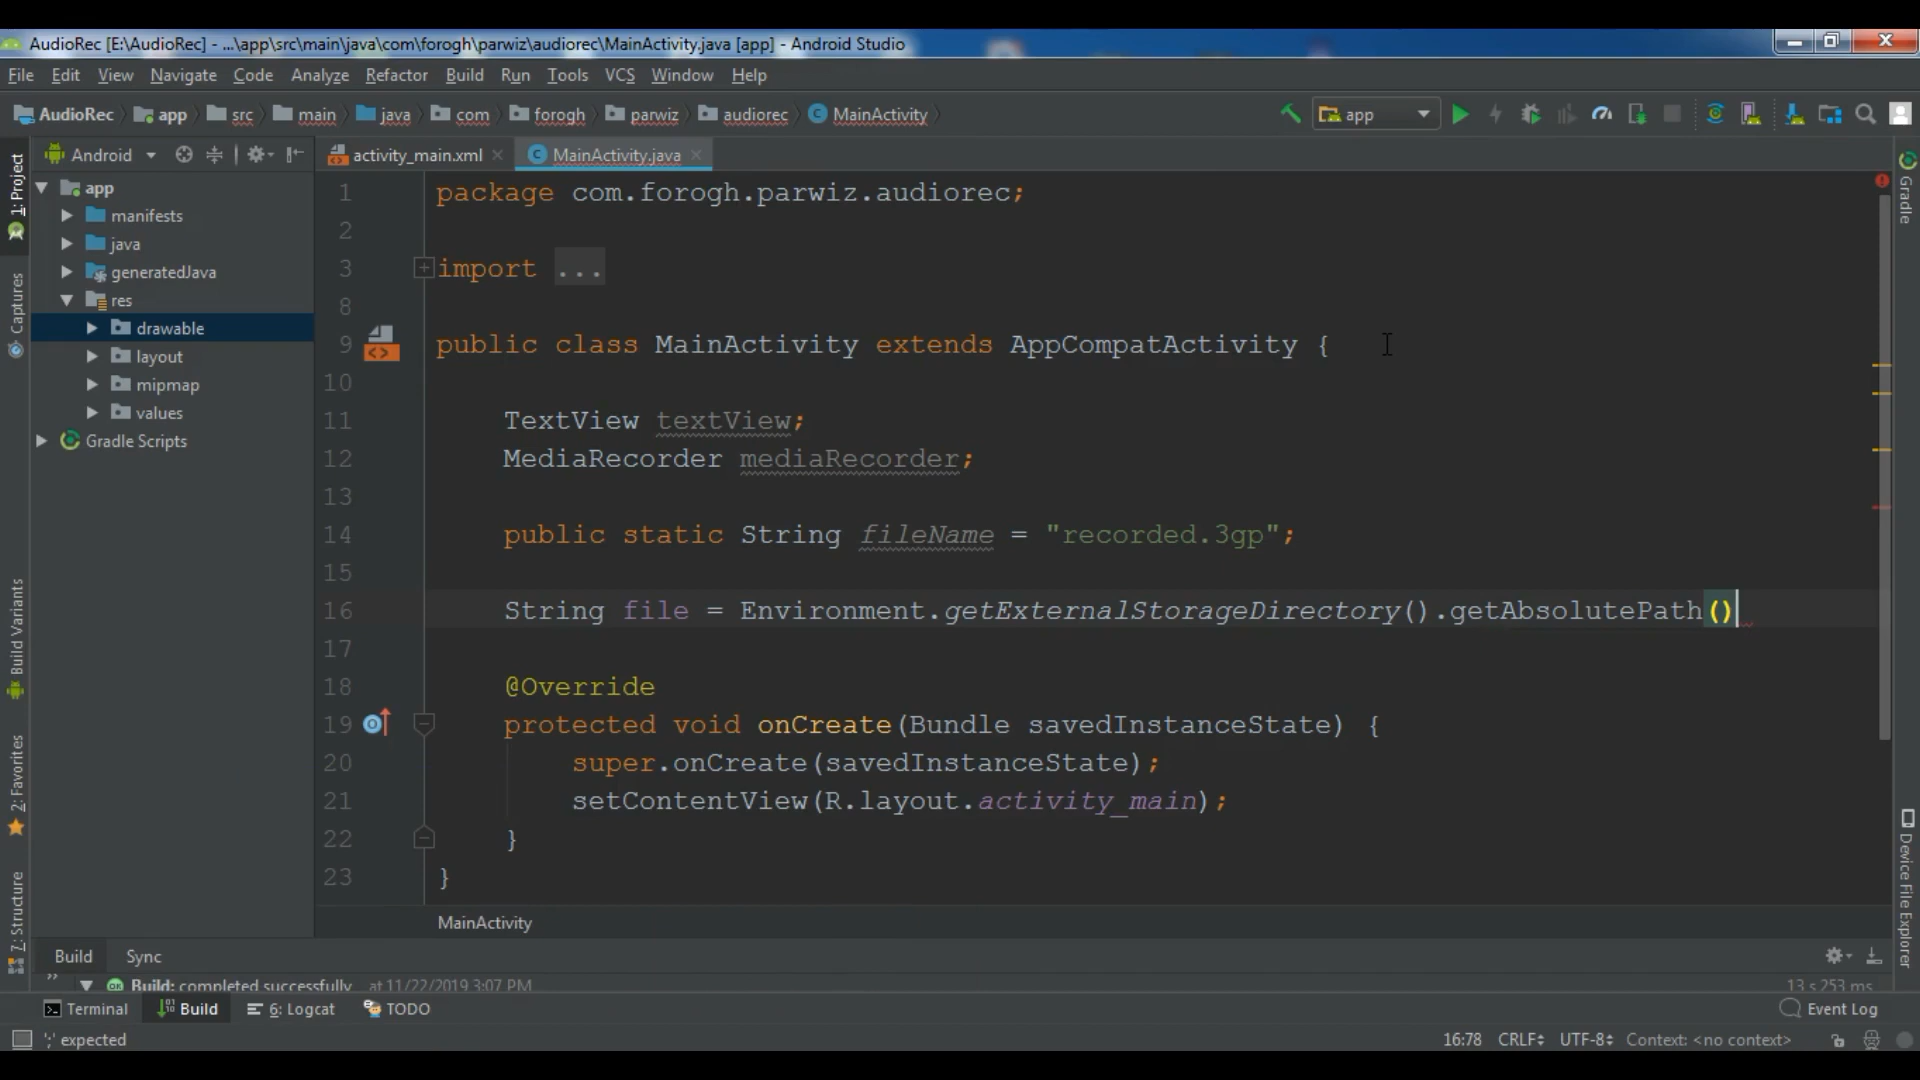 AudioRec [E:\AudioRec] - ...\app\src\main\java\com\forogh\parwiz\audiorec\MainActivity.java [app] - Android Studio
File Edit View Navigate Code Analyze Refactor Build Run Tools VCS Window Help
AudioRec app src main java com forogh parwiz audiorec MainActivity app
Android activity_main.xml MainActivity.java
1: Project
Captures
Build Variants
2: Favorites
7: Structure
app
manifests
java
generatedJava
res
drawable
layout
mipmap
values
Gradle Scripts
1 package com.forogh.parwiz.audiorec;
2
3 import ...
8
9 public class MainActivity extends AppCompatActivity {
10
11 TextView textView;
12 MediaRecorder mediaRecorder;
13
14 public static String fileName = "recorded.3gp";
15
16 String file = Environment.getExternalStorageDirectory().getAbsolutePath()
17
18 @Override
19 protected void onCreate(Bundle savedInstanceState) {
20 super.onCreate(savedInstanceState);
21 setContentView(R.layout.activity_main);
22 }
23 }
MainActivity
Gradle
Device File Explorer
Build Sync
Build: completed successfully at 11/22/2019 3:07 PM 13 s 253 ms
Terminal Build 6: Logcat TODO Event Log
';' expected 16:78 CRLF UTF-8 Context: <no context>